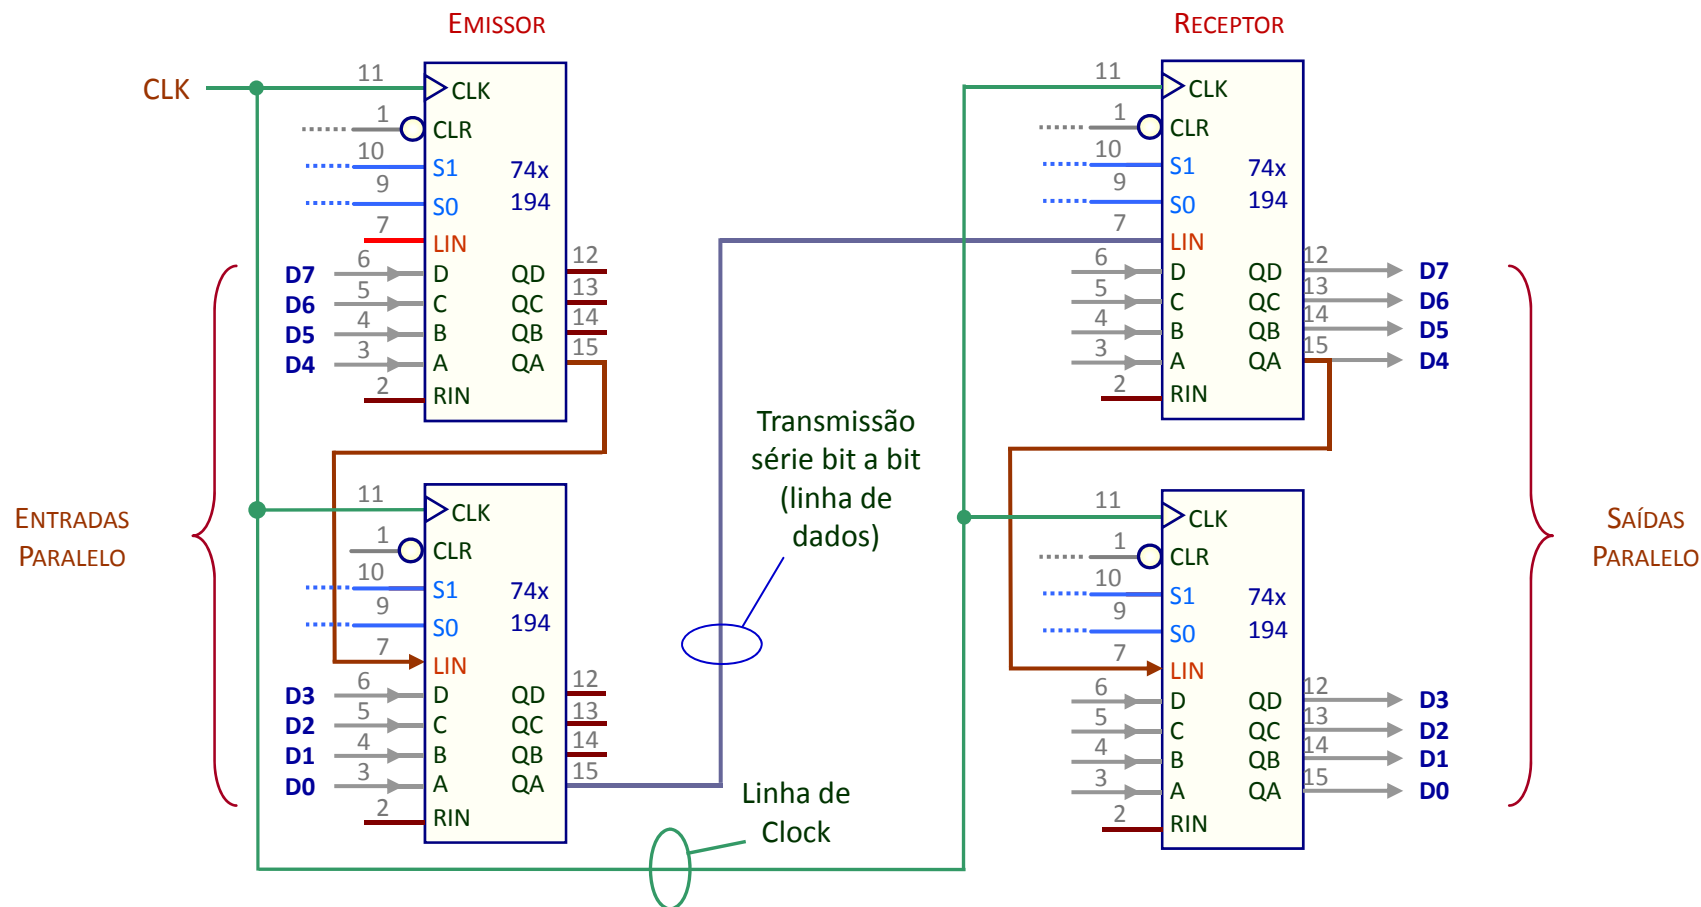 EMISSOR
RECEPTOR
CLK
11
CLK
1
CLR
10
S1
9
S0
74x
194
7
LIN
D7
6
D
QD
12
D6
5
C
QC
13
D5
4
B
QB
14
D4
3
A
QA
15
2
RIN
11
CLK
1
CLR
10
S1
9
S0
74x
194
7
LIN
6
D
QD
12
D7
5
C
QC
13
D6
4
B
QB
14
D5
3
A
QA
15
D4
2
RIN
Transmissão
série bit a bit
(linha de
dados)
ENTRADAS
PARALELO
SAÍDAS
PARALELO
11
CLK
1
CLR
10
S1
9
S0
74x
194
7
LIN
D3
6
D
QD
12
D2
5
C
QC
13
D1
4
B
QB
14
D0
3
A
QA
15
2
RIN
11
CLK
1
CLR
10
S1
9
S0
74x
194
7
LIN
6
D
QD
12
D3
5
C
QC
13
D2
4
B
QB
14
D1
3
A
QA
15
D0
2
RIN
Linha de
Clock